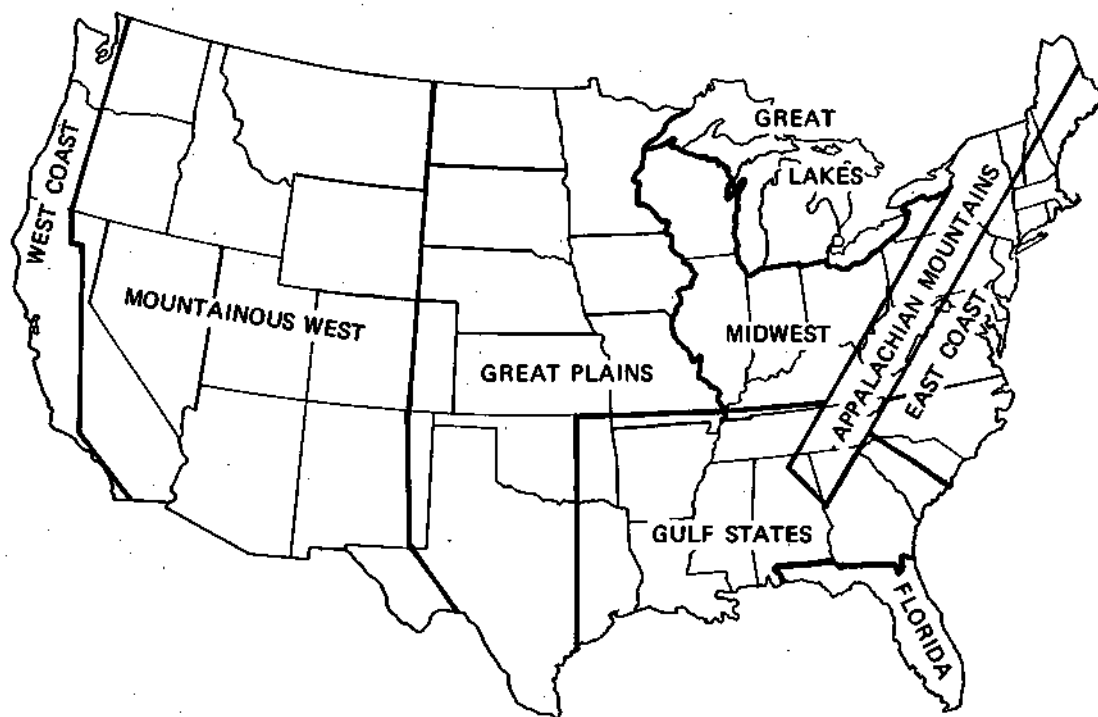 GREAT
LAKES
WEST COAST
MOUNTAINOUS WEST
GREAT PLAINS
MIDWEST
APPALACHIAN MOUNTAINS
EAST COAST
GULF STATES
FLORIDA